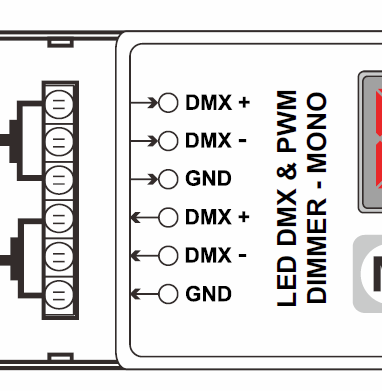 DMX +
DMX -
GND
DMX +
DMX -
GND
LED DMX & PWM
DIMMER - MONO